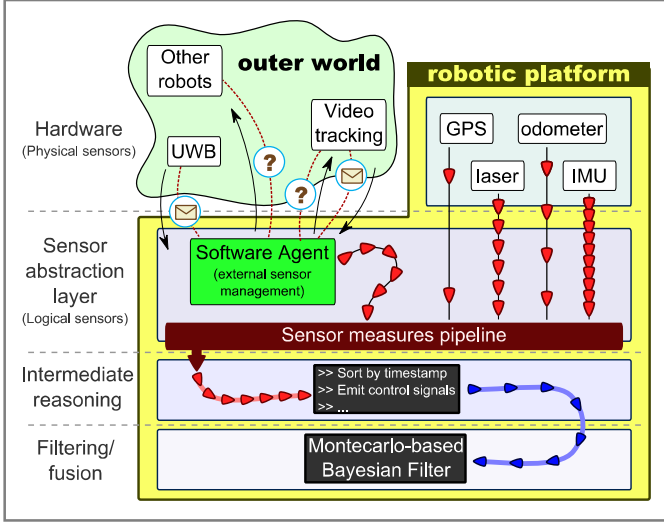 outer world
robotic platform
Other
robots
Video
tracking
UWB
?
?
GPS
odometer
laser
IMU
Hardware
(Physical sensors)
Sensor
abstraction
layer
(Logical sensors)
Software Agent
(external sensor
management)
Sensor measures pipeline
Intermediate
reasoning
>> Sort by timestamp
>> Emit control signals
>> ...
Filtering/
fusion
Montecarlo-based
Bayesian Filter